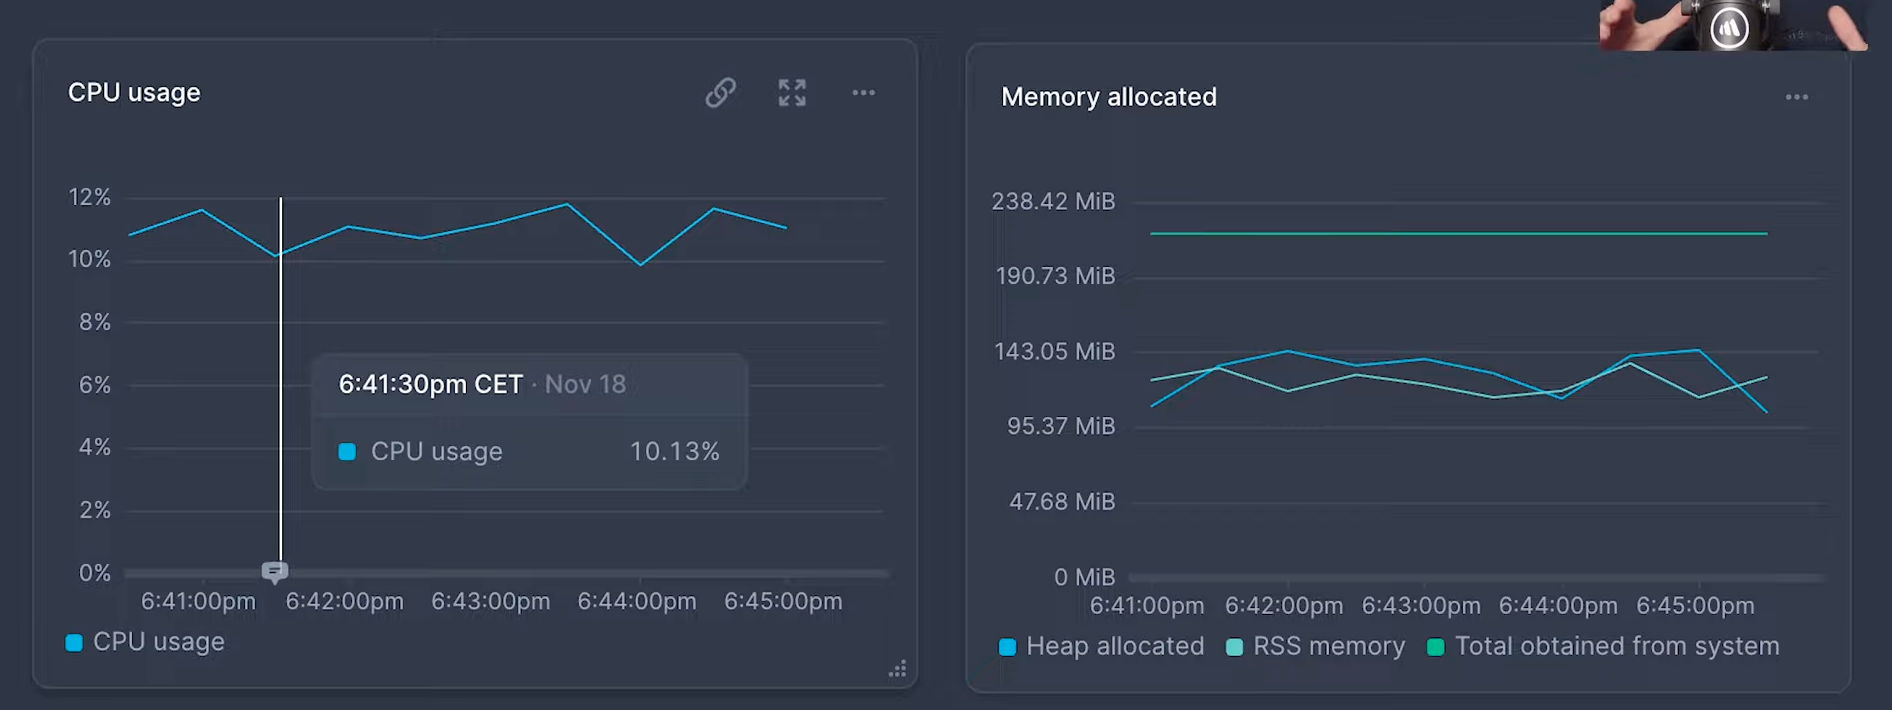 CPU usage
12%
10%
8%
6%
4%
2%
0%
6:41:30pm CET · Nov 18
CPU usage 10.13%
6:41:00pm 6:42:00pm 6:43:00pm 6:44:00pm 6:45:00pm
CPU usage
Memory allocated
238.42 MiB
190.73 MiB
143.05 MiB
95.37 MiB
47.68 MiB
0 MiB
6:41:00pm 6:42:00pm 6:43:00pm 6:44:00pm 6:45:00pm
Heap allocated RSS memory Total obtained from system